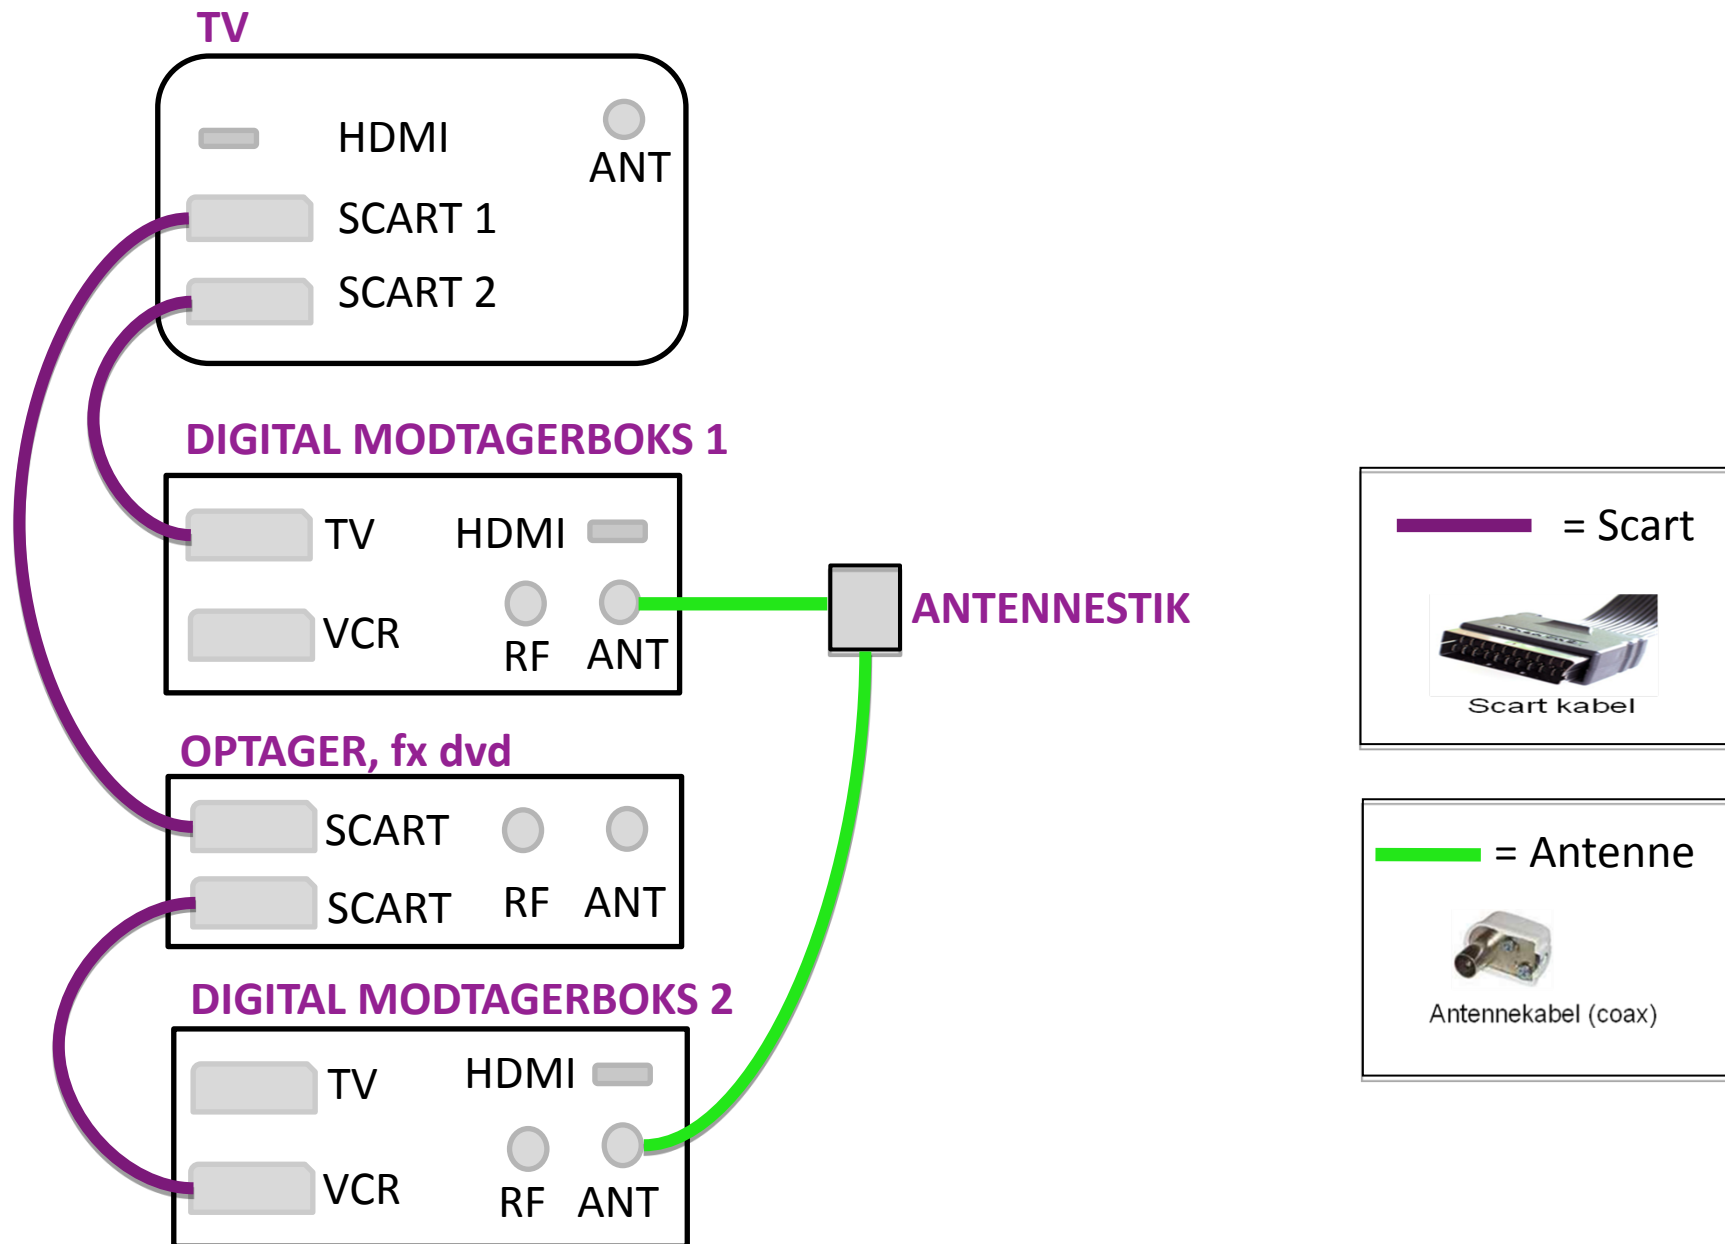 TV
HDMI
ANT
SCART 1
SCART 2
DIGITAL MODTAGERBOKS 1
TV
HDMI
VCR
RF
ANT
ANTENNESTIK
OPTAGER, fx dvd
SCART
SCART
RF
ANT
DIGITAL MODTAGERBOKS 2
TV
HDMI
VCR
RF
ANT
= Scart
Scart kabel
= Antenne
Antennekabel (coax)